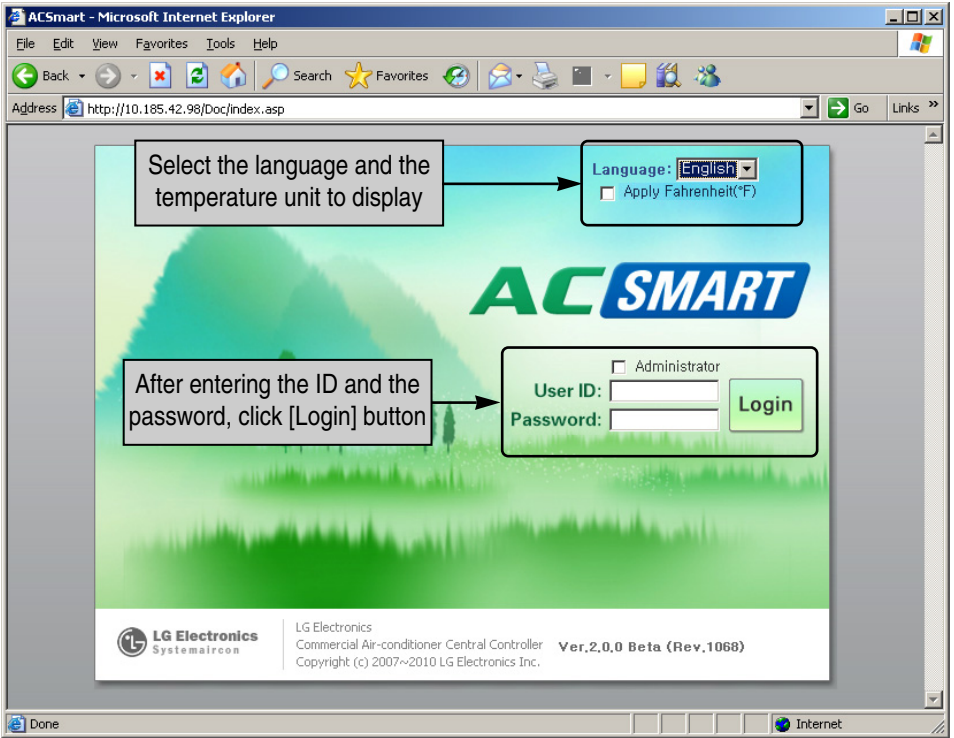 ACSmart - Microsoft Internet Explorer
File Edit View Favorites Tools Help
Back Search Favorites
Address http://10.185.42.98/Doc/index.asp Go Links »
Select the language and the
temperature unit to display
Language: English
Apply Fahrenheit(°F)
AC SMART
After entering the ID and the
password, click [Login] button
Administrator
User ID:
Password:
Login
LG Electronics
Systemaircon
LG Electronics
Commercial Air-conditioner Central Controller
Copyright (c) 2007~2010 LG Electronics Inc.
Ver.2.0.0 Beta (Rev.1068)
Done Internet